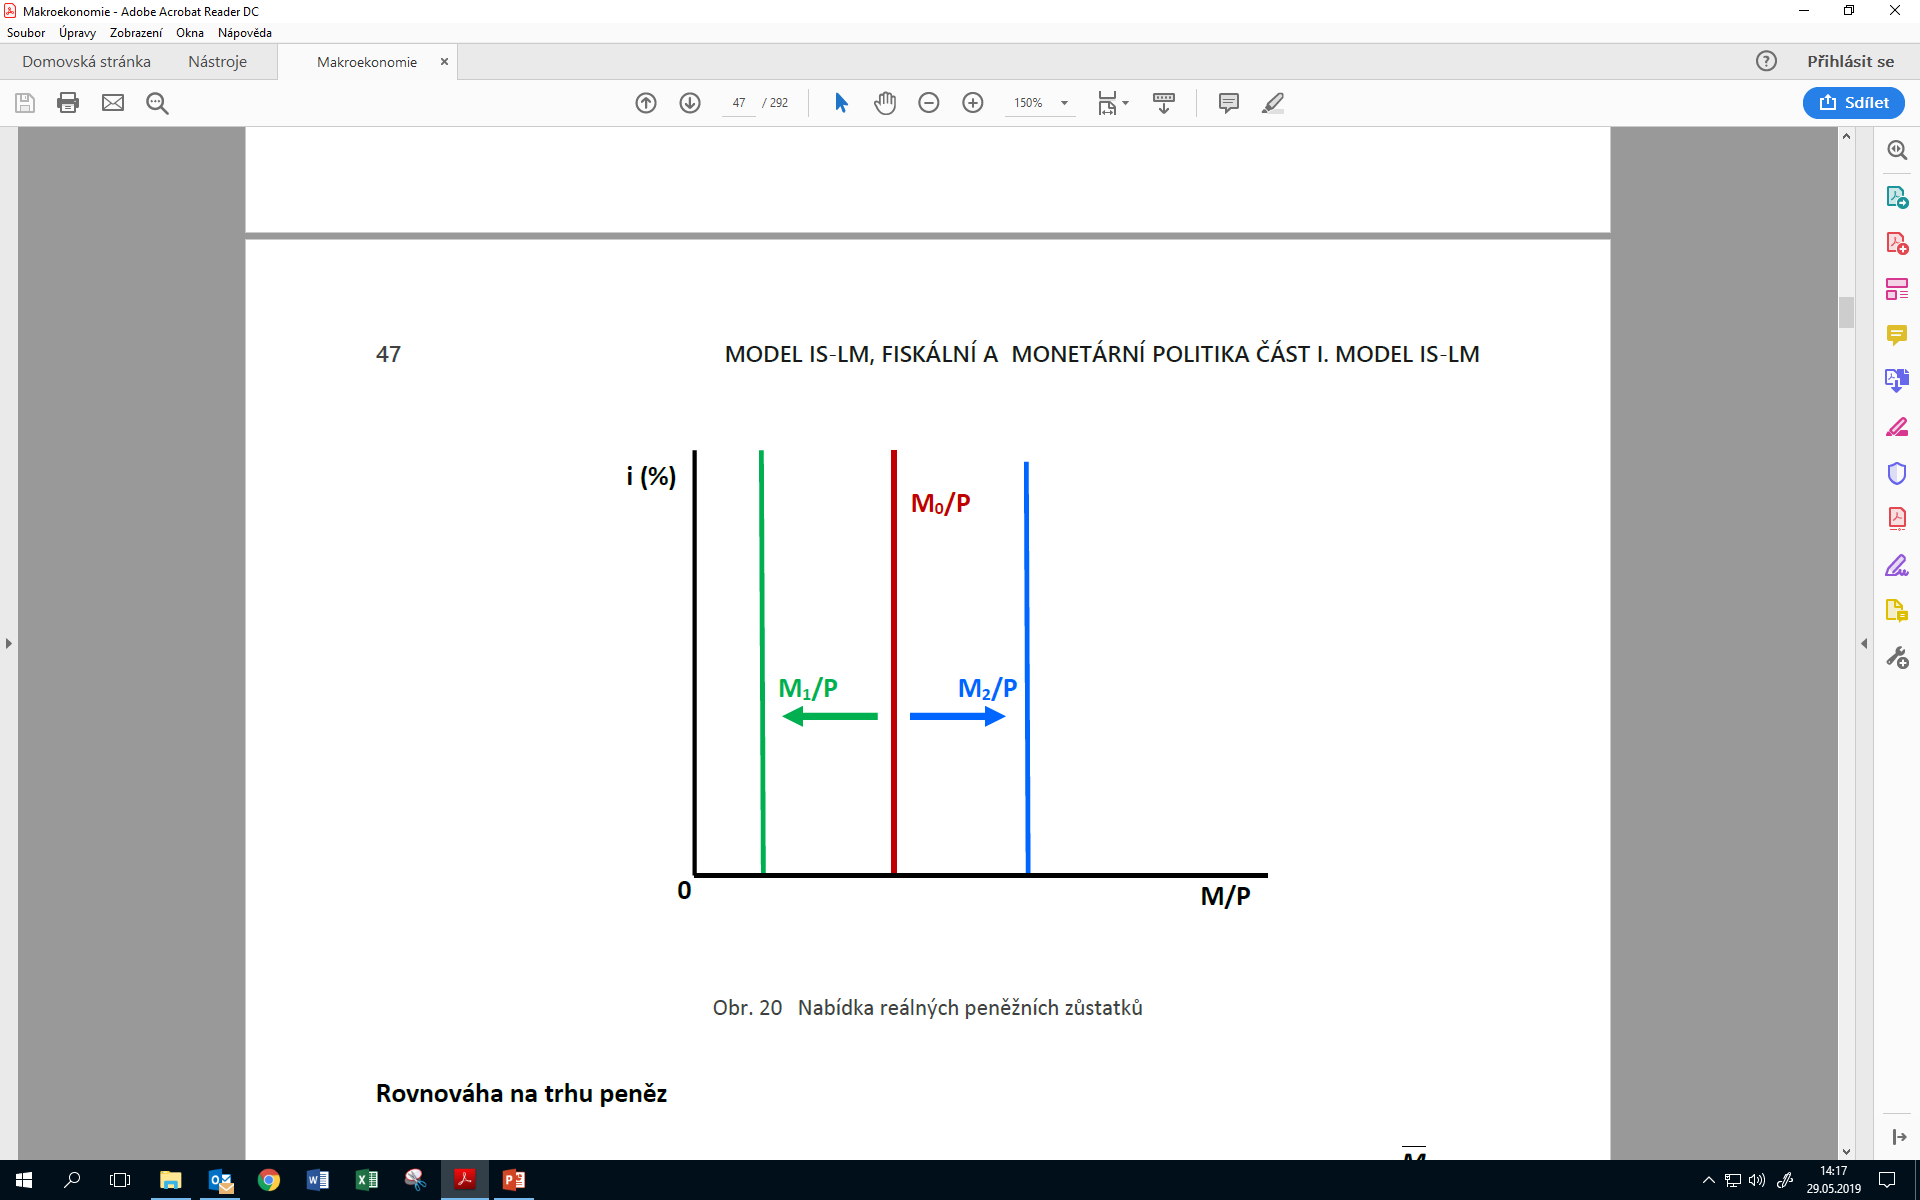 Makroekonomie - Adobe Acrobat Reader DC
Soubor Úpravy Zobrazení Okna Nápověda
Domovská stránka Nástroje Makroekonomie Přihlásit se
47 / 292 150% Sdílet
47 MODEL IS-LM, FISKÁLNÍ A MONETÁRNÍ POLITIKA ČÁST I. MODEL IS-LM
i (%)
M₀/P
M₁/P M₂/P
0
M/P
Obr. 20 Nabídka reálných peněžních zůstatků
Rovnováha na trhu peněz
14:17
29.05.2019